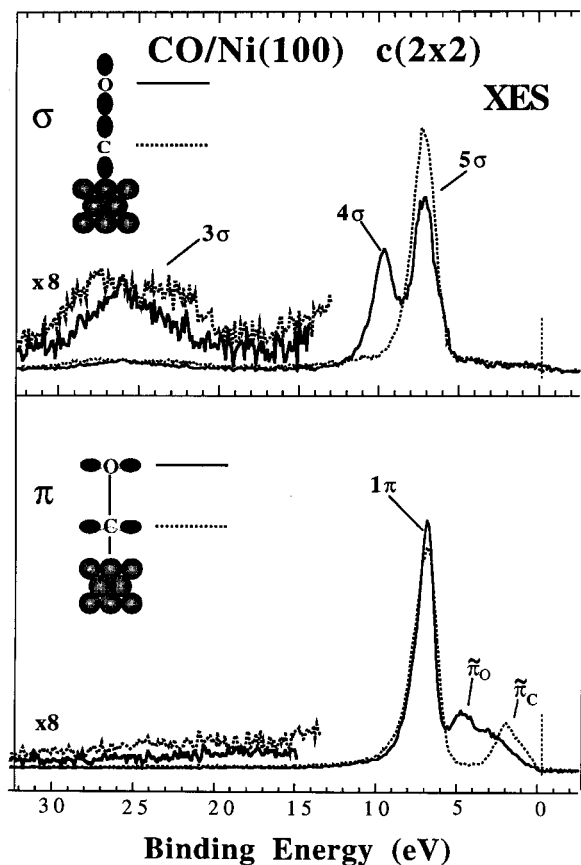 CO/Ni(100) c(2x2)
XES
σ
O
C
5σ
4σ
3σ
x8
π
O
C
1π
π̃O
π̃C
x8
30 25 20 15 10 5 0
Binding Energy (eV)